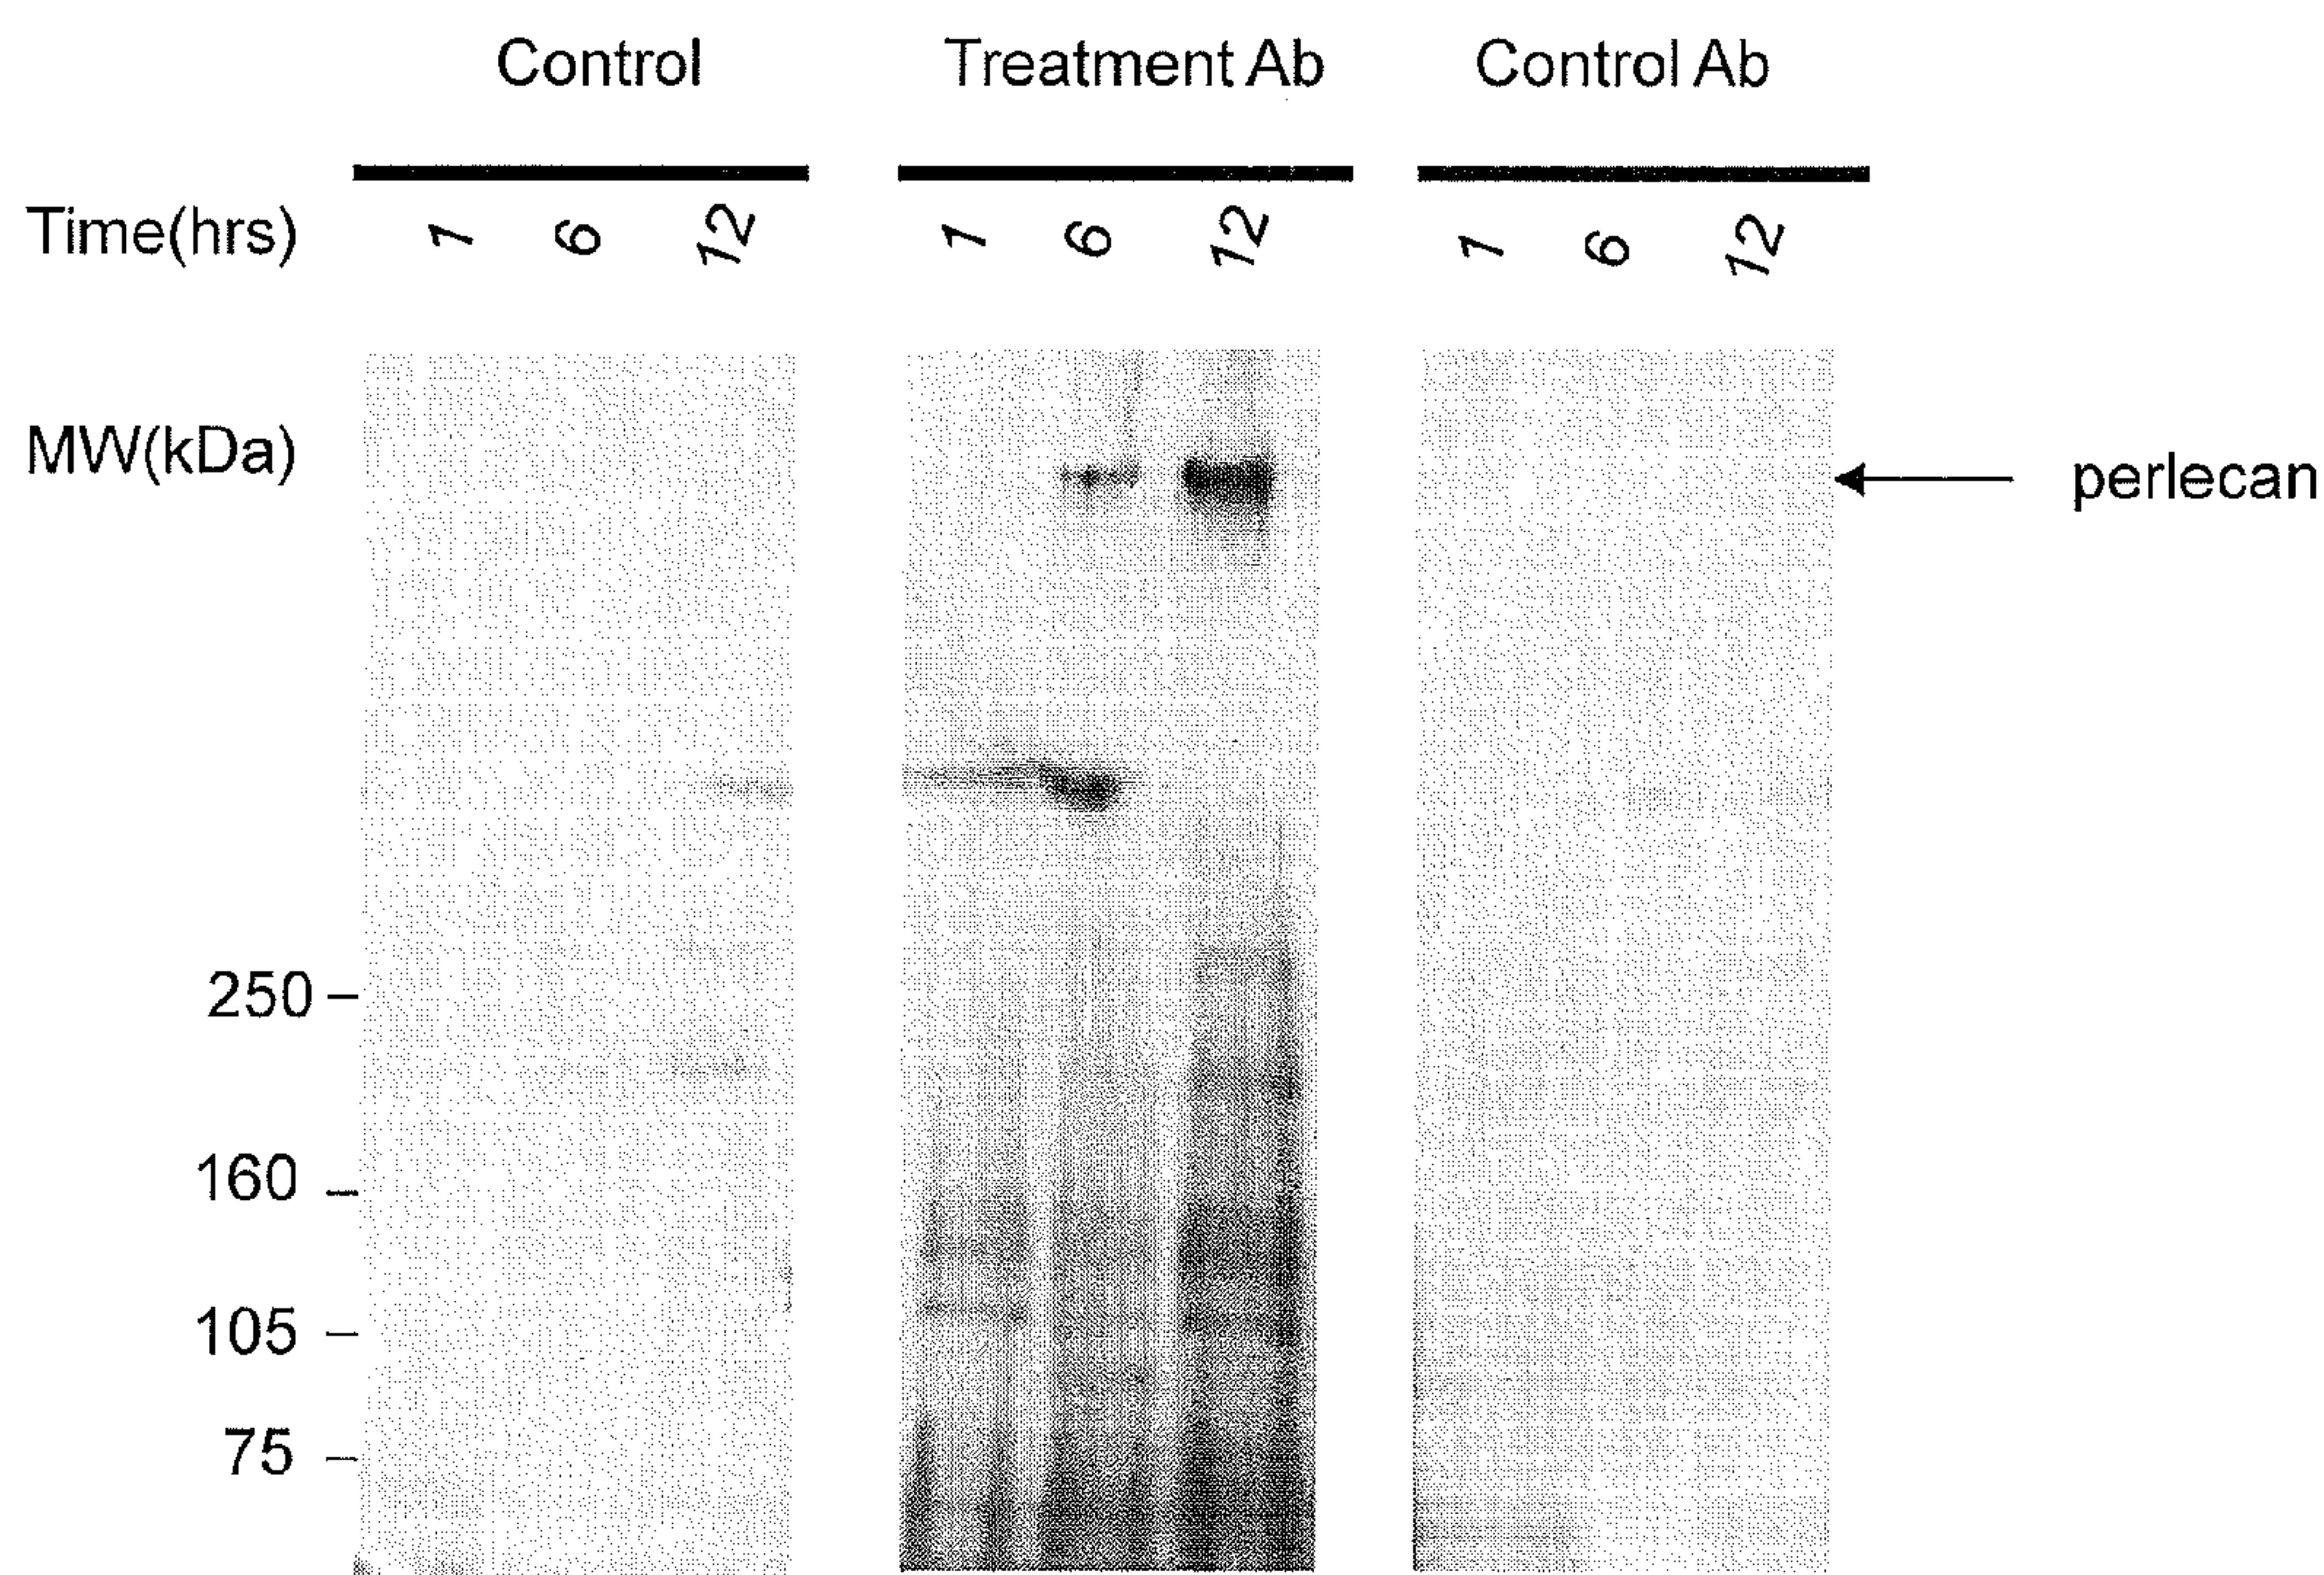 Control Treatment Ab Control Ab
Time(hrs) 1 6 12 1 6 12 1 6 12
MW(kDa)
perlecan
250
160
105
75